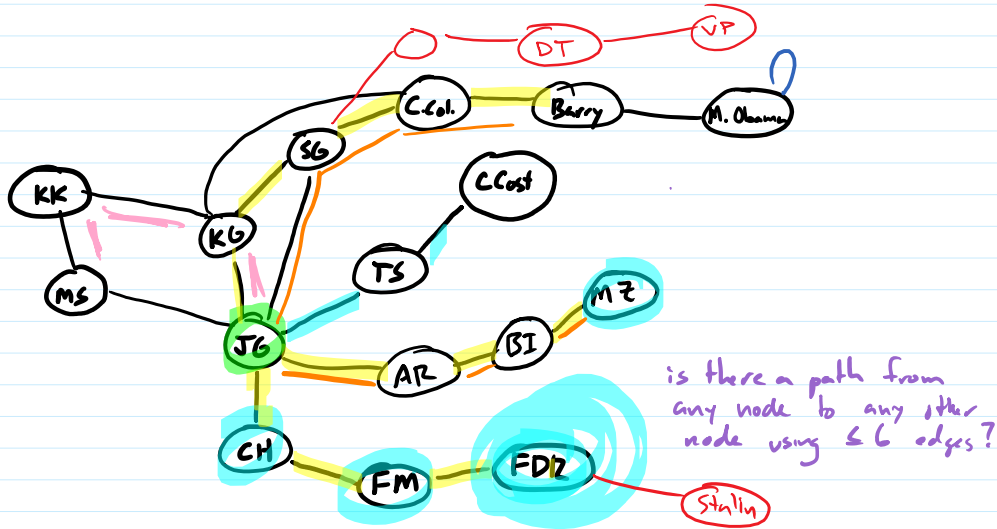 DT
VP
C.Col.
Barry
M. Obama
SG
C Cost
KK
KG
TS
MS
MZ
JG
BI
AR
is there a path from
any node to any other
node using ≤ 6 edges?
CH
FDR
FM
Stalin